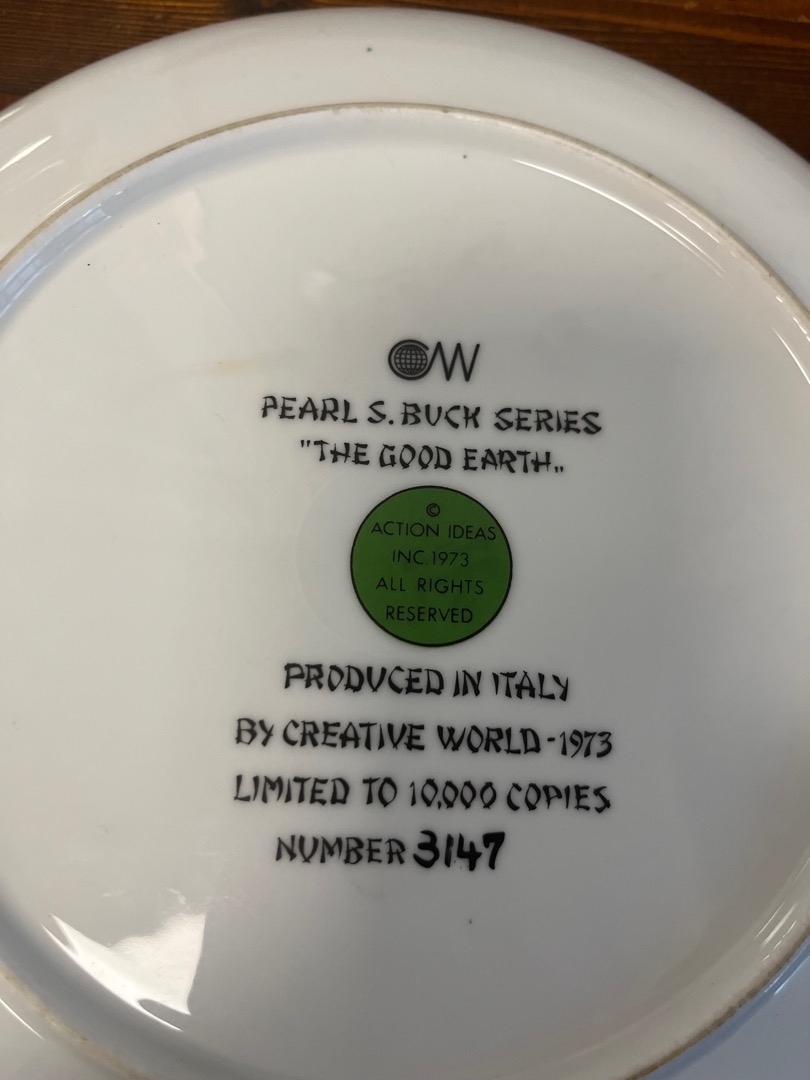 CW
PEARL S. BUCK SERIES
"THE GOOD EARTH„
©
ACTION IDEAS
INC.1973
ALL RIGHTS
RESERVED
PRODUCED IN ITALY
BY CREATIVE WORLD-1973
LIMITED TO 10,000 COPIES
NUMBER 3147